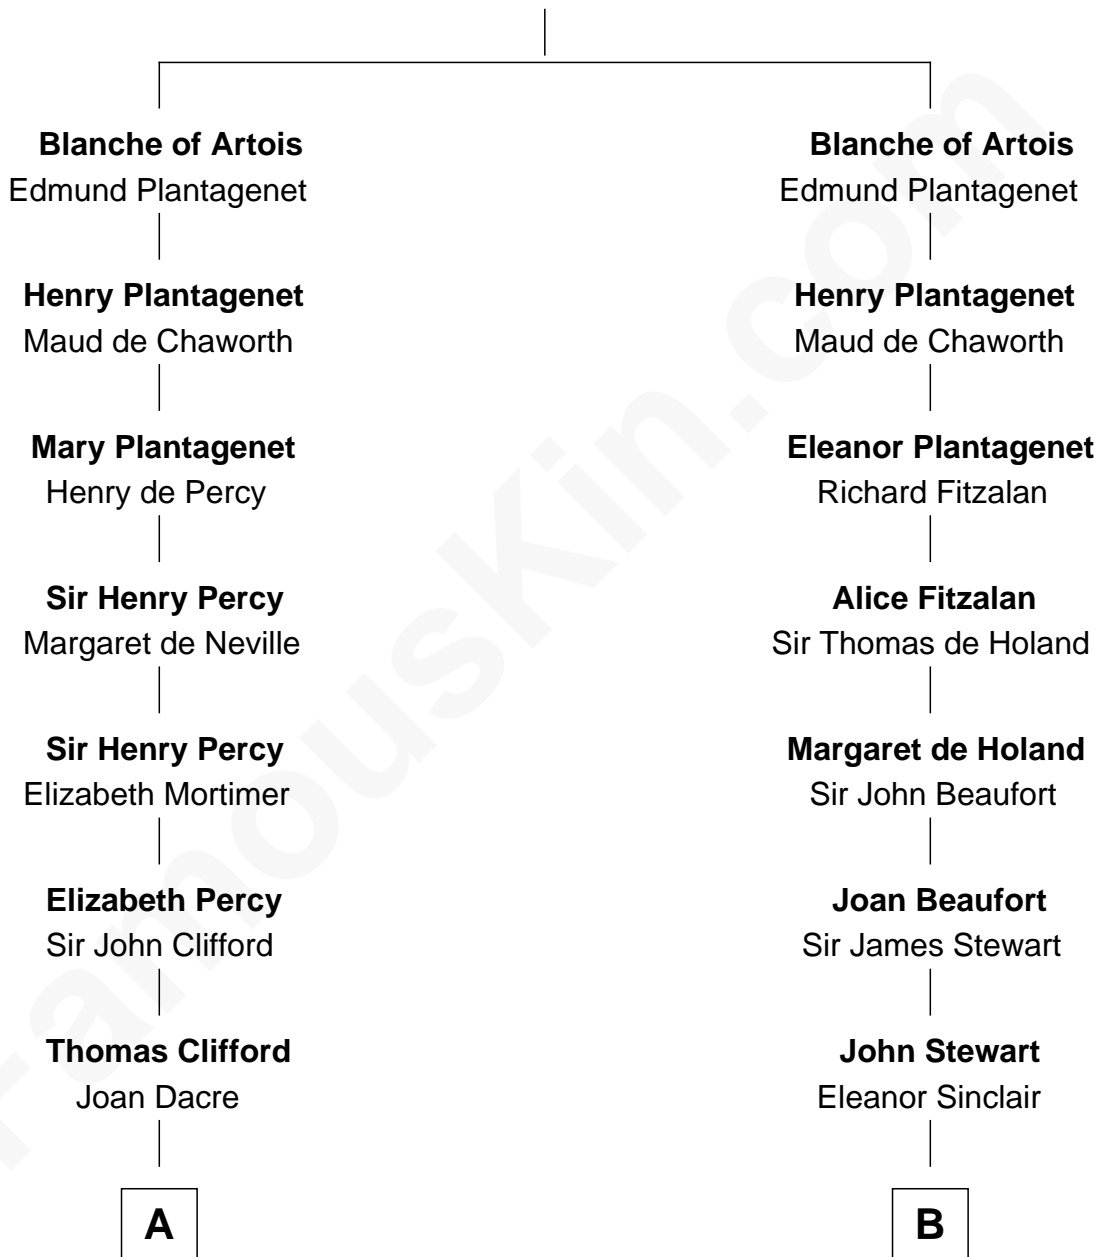 Blanche of Artois
Edmund Plantagenet
Henry Plantagenet
Maud de Chaworth
Mary Plantagenet
Henry de Percy
Sir Henry Percy
Margaret de Neville
Sir Henry Percy
Elizabeth Mortimer
Elizabeth Percy
Sir John Clifford
Thomas Clifford
Joan Dacre
A
Blanche of Artois
Edmund Plantagenet
Henry Plantagenet
Maud de Chaworth
Eleanor Plantagenet
Richard Fitzalan
Alice Fitzalan
Sir Thomas de Holand
Margaret de Holand
Sir John Beaufort
Joan Beaufort
Sir James Stewart
John Stewart
Eleanor Sinclair
B
FamousKin.com